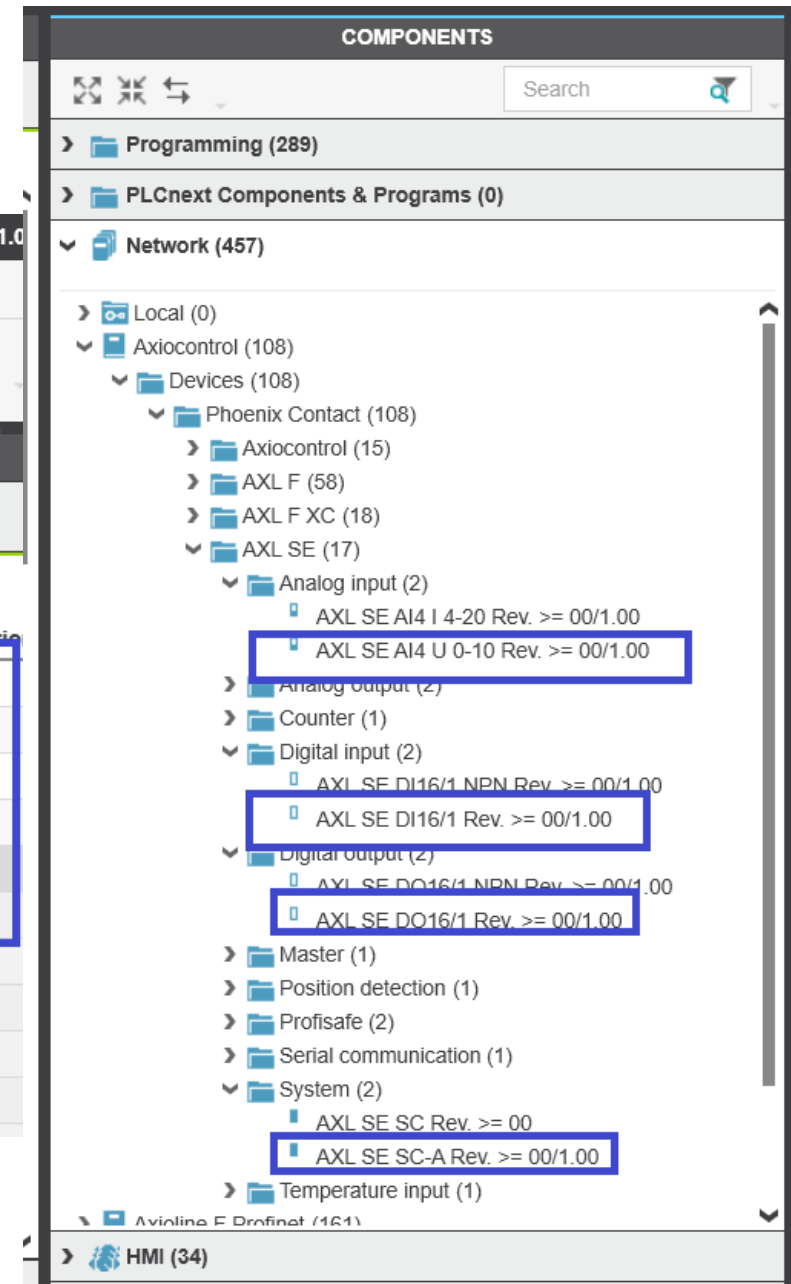 COMPONENTS
Search
Programming (289)
PLCnext Components & Programs (0)
1.0
Network (457)
Local (0)
Axiocontrol (108)
Devices (108)
Phoenix Contact (108)
Axiocontrol (15)
AXL F (58)
AXL F XC (18)
AXL SE (17)
Analog input (2)
AXL SE AI4 I 4-20 Rev. >= 00/1.00
AXL SE AI4 U 0-10 Rev. >= 00/1.00
Analog output (2)
Counter (1)
Digital input (2)
AXL SE DI16/1 NPN Rev. >= 00/1.00
AXL SE DI16/1 Rev. >= 00/1.00
Digital output (2)
AXL SE DO16/1 NPN Rev. >= 00/1.00
AXL SE DO16/1 Rev. >= 00/1.00
Master (1)
Position detection (1)
Profisafe (2)
Serial communication (1)
System (2)
AXL SE SC Rev. >= 00
AXL SE SC-A Rev. >= 00/1.00
Temperature input (1)
Axioline F Profinet (161)
HMI (34)